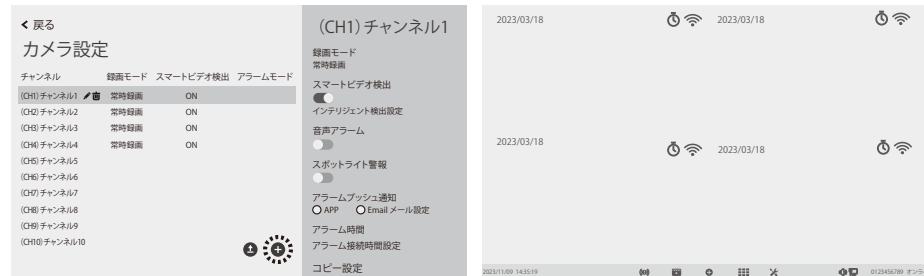 戻る
カメラ設定
チャンネル 録画モード スマートビデオ検出 アラームモード
(CH1)チャンネル1 常時録画 ON
(CH2)チャンネル2 常時録画 ON
(CH3)チャンネル3 常時録画 ON
(CH4)チャンネル4 常時録画 ON
(CH5)チャンネル5
(CH6)チャンネル6
(CH7)チャンネル7
(CH8)チャンネル8
(CH9)チャンネル9
(CH10)チャンネル10
(CH1)チャンネル1
録画モード
常時録画
スマートビデオ検出
インテリジェント検出設定
音声アラーム
スポットライト警報
アラームプッシュ通知
APP Emailメール設定
アラーム時間
アラーム接続時間設定
コピー設定
2023/03/18 2023/03/18
2023/03/18 2023/03/18
2023/11/09 14:35:19 0123456789 オンラ